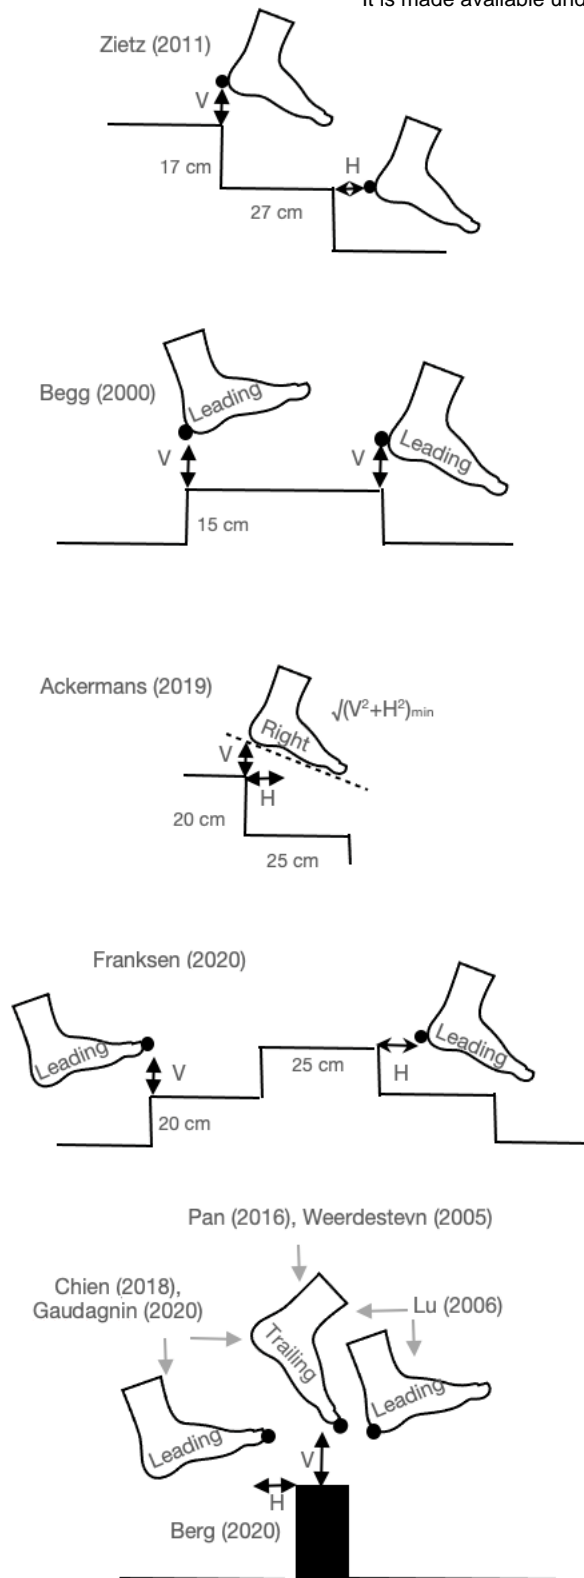 It is made available und
Zietz (2011)
V
17 cm
H
27 cm
Begg (2000)
Leading
Leading
V
V
15 cm
Ackermans (2019)
√(V²+H²)min
Right
V
H
20 cm
25 cm
Franksen (2020)
Leading
Leading
25 cm
V
H
20 cm
Pan (2016), Weerdestevn (2005)
Chien (2018),
Gaudagnin (2020)
Lu (2006)
Trailing
Leading
Leading
V
H
Berg (2020)